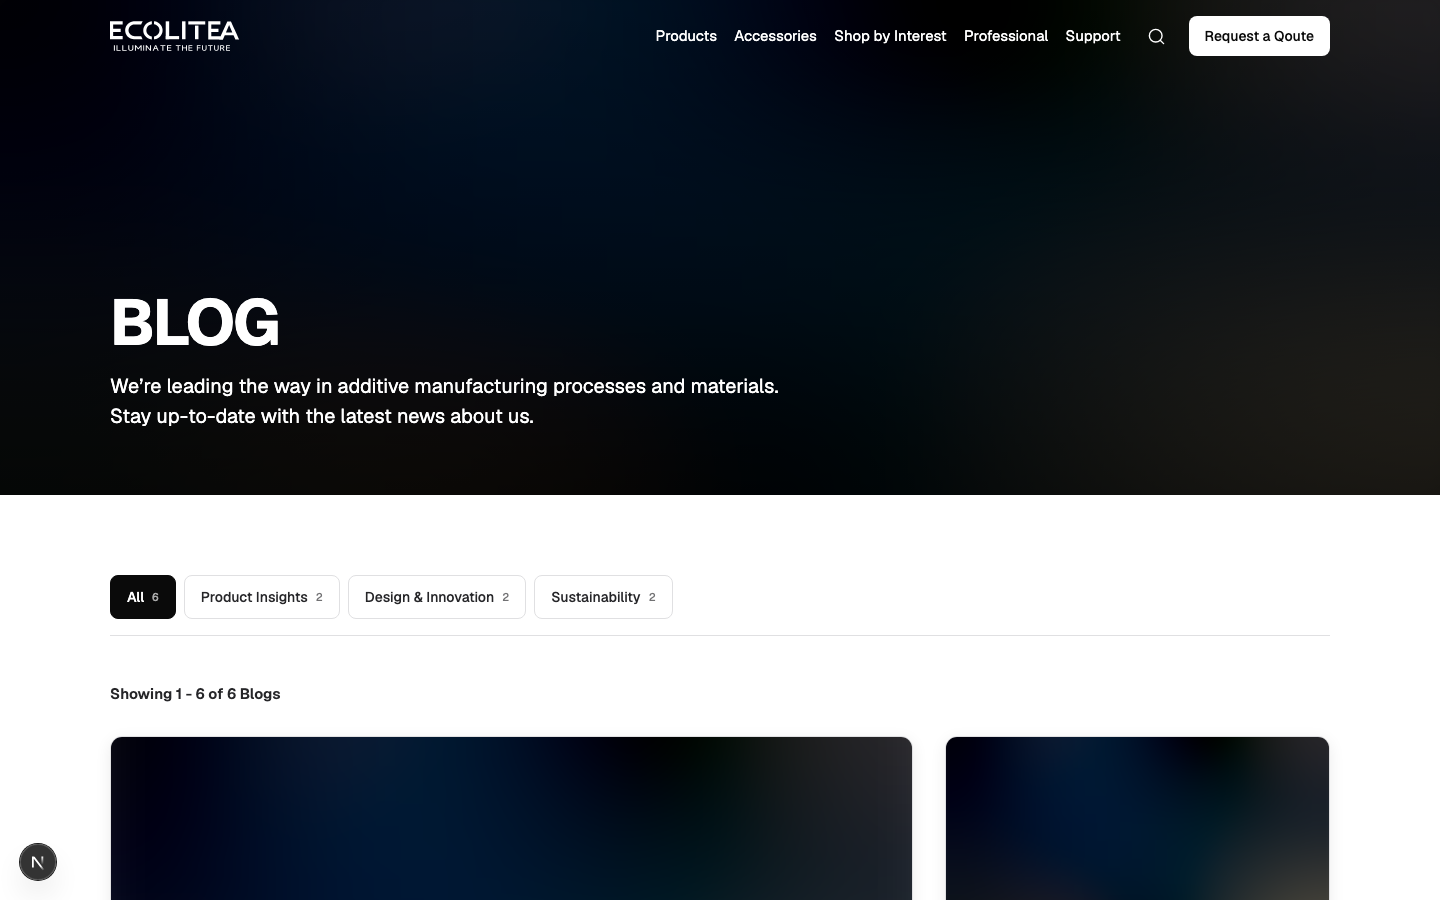 ECOLITEA
ILLUMINATE THE FUTURE
Products Accessories Shop by Interest Professional Support Request a Qoute
BLOG
We’re leading the way in additive manufacturing processes and materials.
Stay up-to-date with the latest news about us.
All 6 Product Insights 2 Design & Innovation 2 Sustainability 2
Showing 1 - 6 of 6 Blogs
N